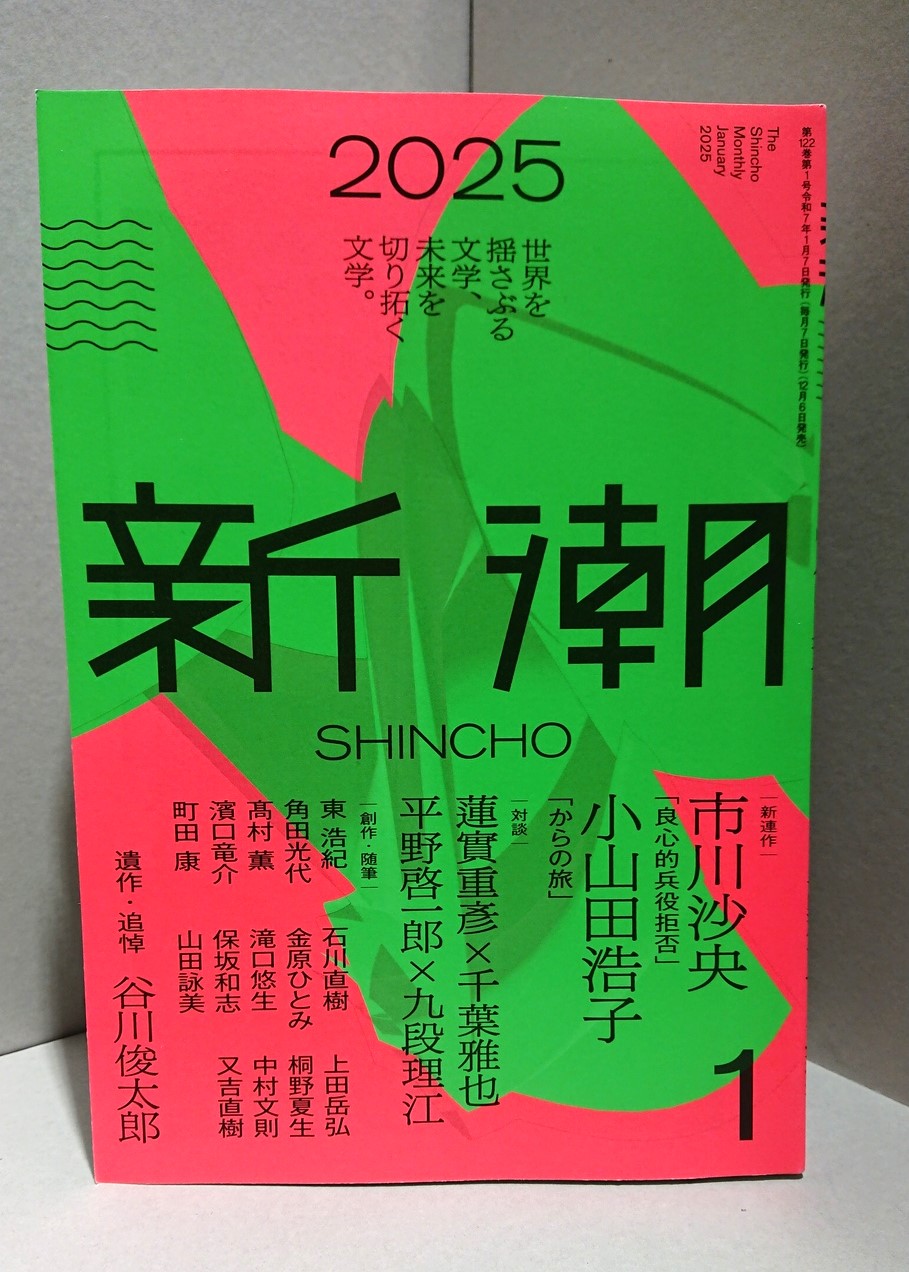 第122巻第1号令和7年1月7日発行(毎月7日発行)(12月6日発売)
The
Shincho
Monthly
January
2025
2025
世界を
揺さぶる
文学、
未来を
切り拓く
文学。
新潮
SHINCHO
―新連作―
市川沙央
「良心的兵役拒否」
小山田浩子
「からの旅」
―対談―
蓮實重彥×千葉雅也
平野啓一郎×九段理江
―創作・随筆―
東 浩紀 石川直樹 上田岳弘
角田光代 金原ひとみ 桐野夏生
髙村 薫 滝口悠生 中村文則
濱口竜介 保坂和志 又吉直樹
町田 康 山田詠美
遺作・追悼 谷川俊太郎
1